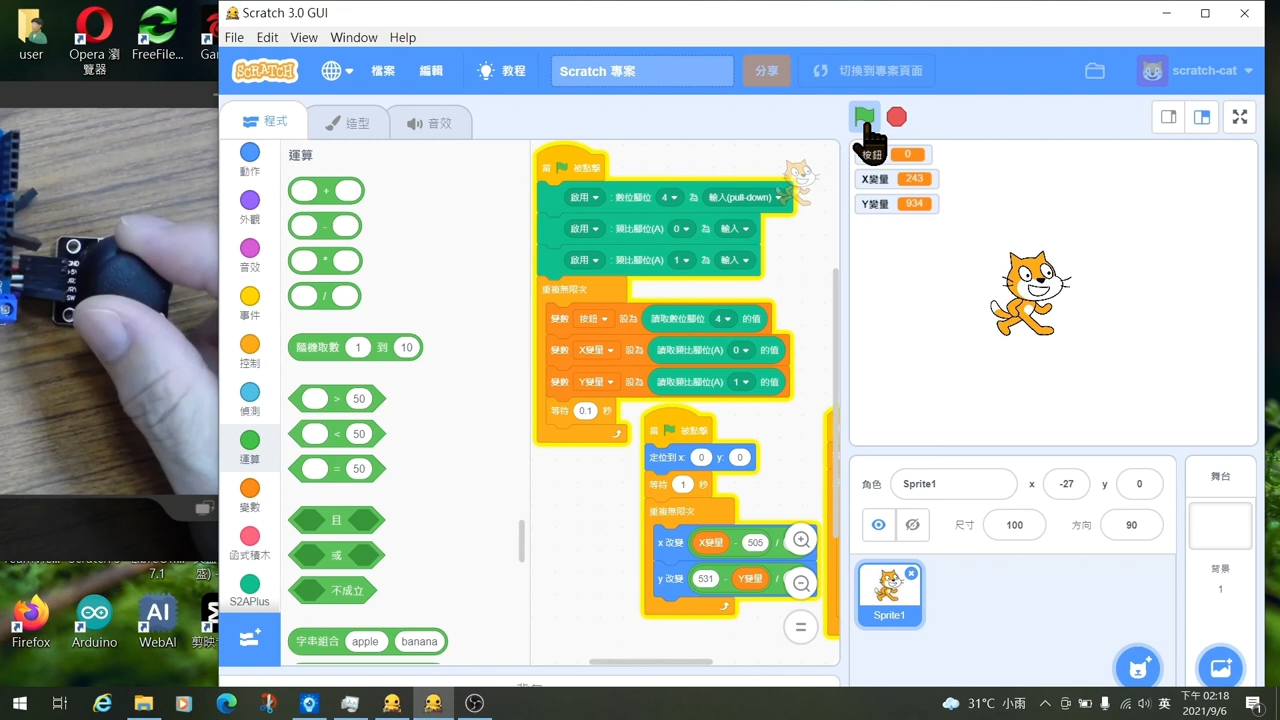 user
Opera 瀏
覽器
FreeFile...
Scratch 3.0 GUI
File Edit View Window Help
SCRATCH 檔案 編輯 教程 Scratch 專案 分享 切換到專案頁面 scratch-cat
程式 造型 音效
動作
外觀
音效
事件
控制
偵測
運算
變數
函式積木
S2APlus
運算
+
-
*
/
隨機取數 1 到 10
> 50
< 50
= 50
且
或
不成立
字串組合 apple banana
當 被點擊
啟用 : 數位腳位 4 為 輸入(pull-down)
啟用 : 類比腳位(A) 0 為 輸入
啟用 : 類比腳位(A) 1 為 輸入
重複無限次
變數 按鈕 設為 讀取數位腳位 4 的值
變數 X變量 設為 讀取類比腳位(A) 0 的值
變數 Y變量 設為 讀取類比腳位(A) 1 的值
等待 0.1 秒
當 被點擊
定位到 x: 0 y: 0
等待 1 秒
重複無限次
x 改變 X變量 - 505 /
y 改變 531 - Y變量 /
按鈕 0
X變量 243
Y變量 934
角色 Sprite1 x -27 y 0
尺寸 100 方向 90
Sprite1
舞台
背景
1
7.1
Firefox
Arduino
WebAI
剪映
31°C 小雨 英 下午 02:18
2021/9/6